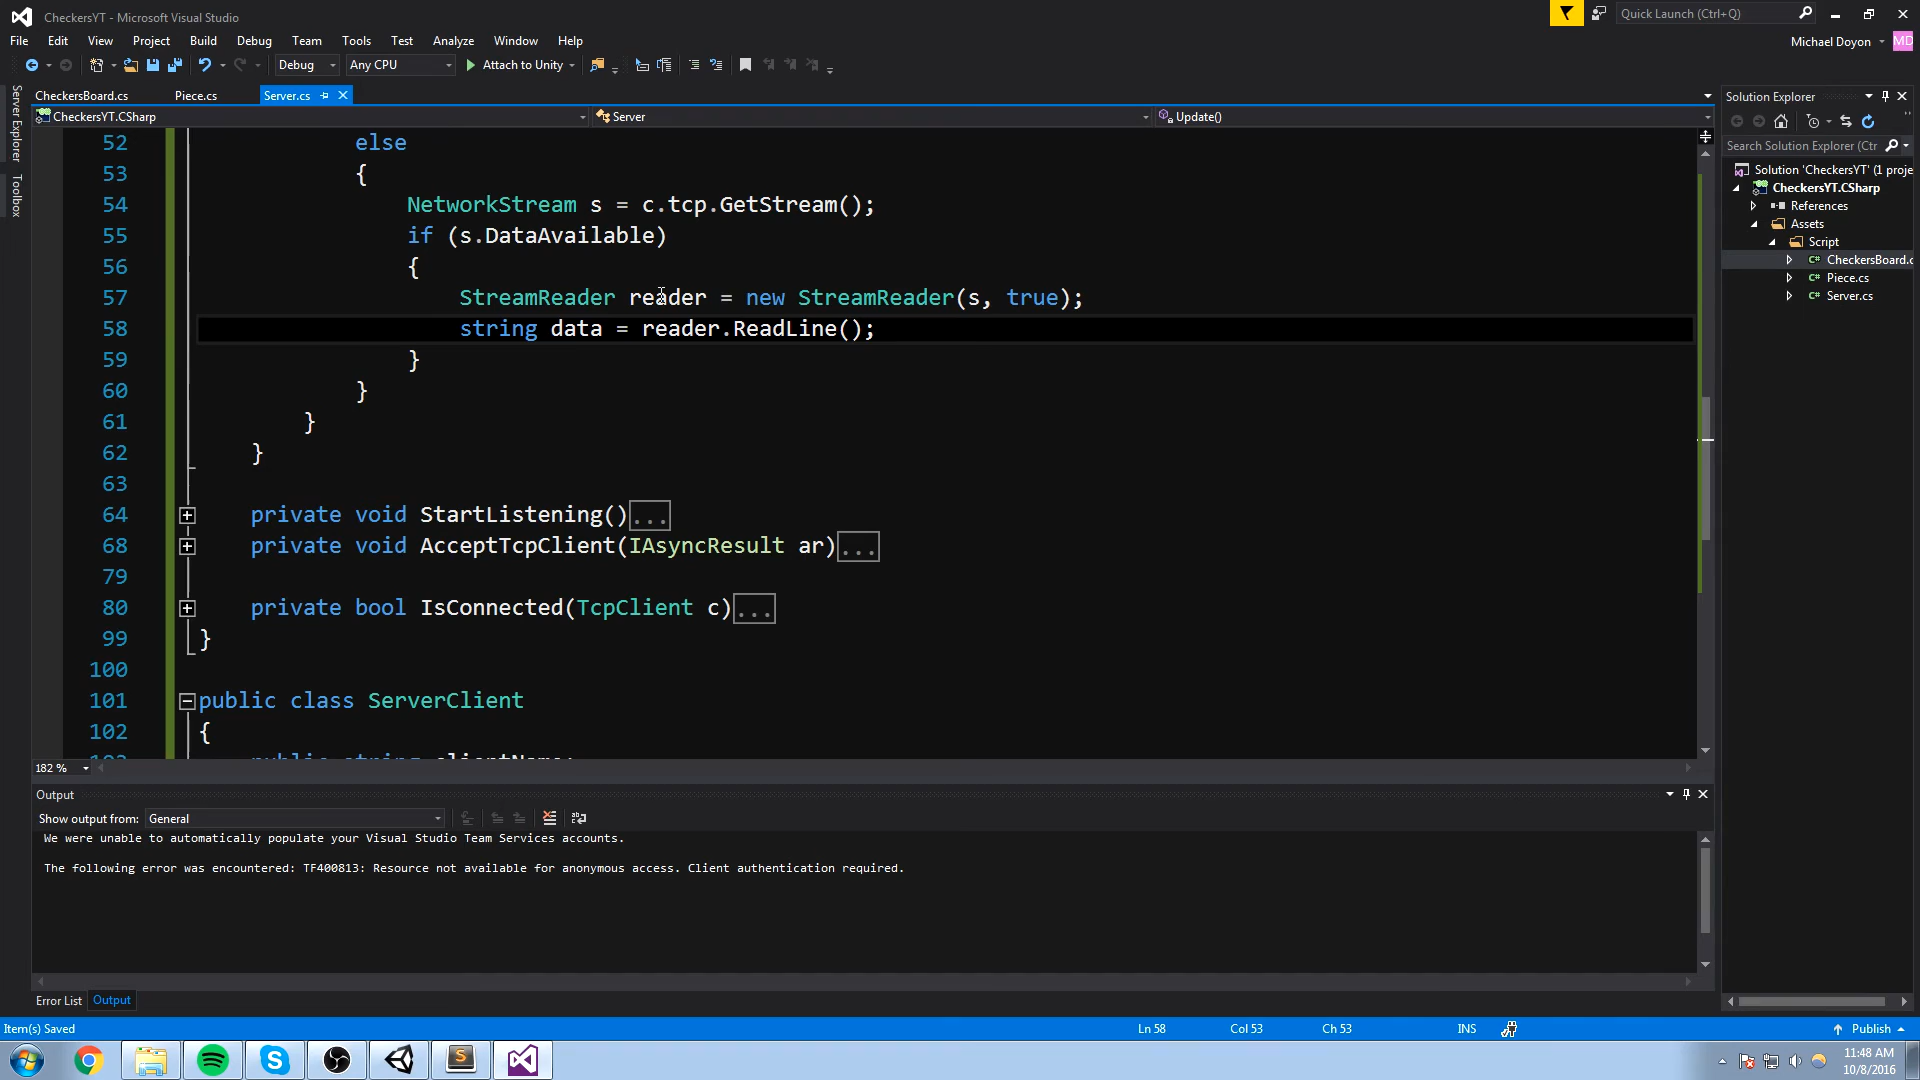 CheckersYT - Microsoft Visual Studio
Quick Launch (Ctrl+Q)
File Edit View Project Build Debug Team Tools Test Analyze Window Help
Michael Doyon MD
Debug Any CPU Attach to Unity
Server Explorer
Toolbox
CheckersBoard.cs Piece.cs Server.cs
CheckersYT.CSharp Server Update()
52 else
53 {
54 NetworkStream s = c.tcp.GetStream();
55 if (s.DataAvailable)
56 {
57 StreamReader reader = new StreamReader(s, true);
58 string data = reader.ReadLine();
59 }
60 }
61 }
62 }
63
64 private void StartListening()...
68 private void AcceptTcpClient(IAsyncResult ar)...
79
80 private bool IsConnected(TcpClient c)...
99 }
100
101 public class ServerClient
102 {
103 public string clientName;
182 %
Solution Explorer
Search Solution Explorer (Ctr
Solution 'CheckersYT' (1 proje
CheckersYT.CSharp
References
Assets
Script
CheckersBoard.c
Piece.cs
Server.cs
Output
Show output from: General
We were unable to automatically populate your Visual Studio Team Services accounts.
The following error was encountered: TF400813: Resource not available for anonymous access. Client authentication required.
Error List Output
Item(s) Saved Ln 58 Col 53 Ch 53 INS Publish
11:48 AM
10/8/2016